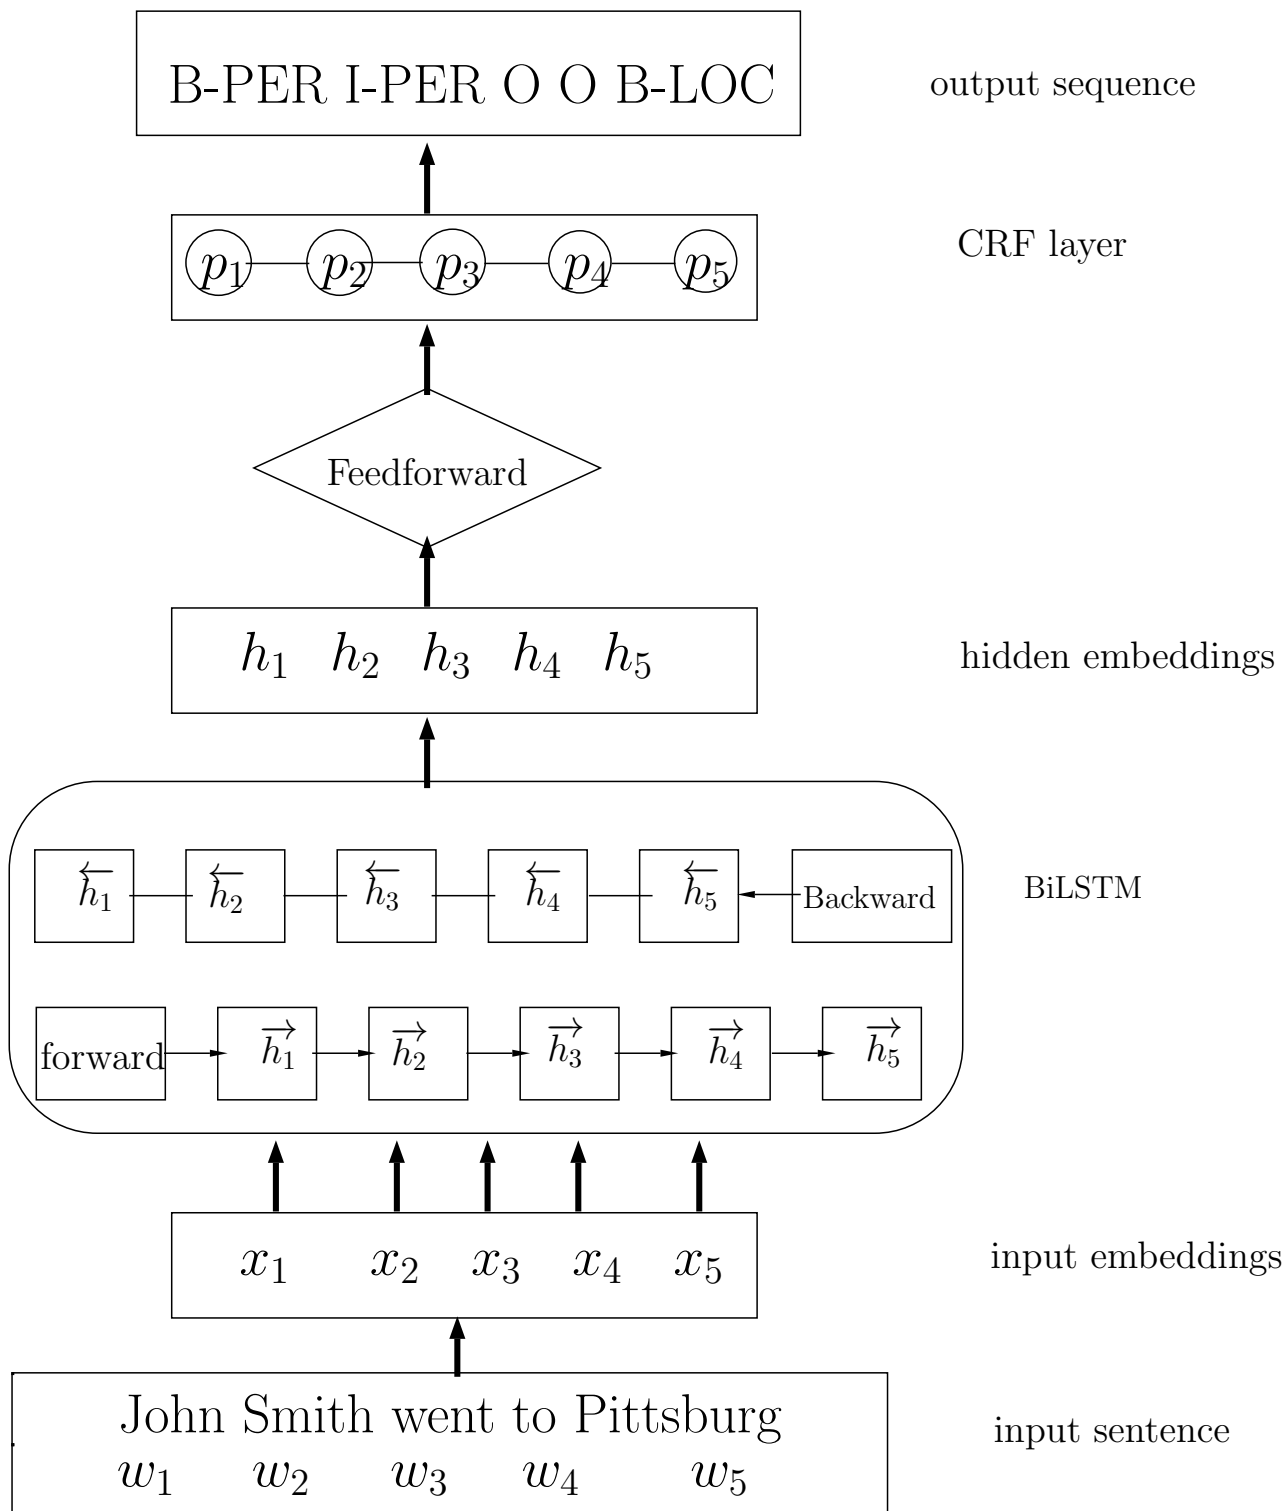 B-PER I-PER O O B-LOC
output sequence
CRF layer
p₁ p₂ p₃ p₄ p₅
Feedforward
h₁ h₂ h₃ h₄ h₅
hidden embeddings
←h₁ ←h₂ ←h₃ ←h₄ ←h₅ Backward
BiLSTM
forward →h₁ →h₂ →h₃ →h₄ →h₅
x₁ x₂ x₃ x₄ x₅
input embeddings
John Smith went to Pittsburg
input sentence
w₁ w₂ w₃ w₄ w₅